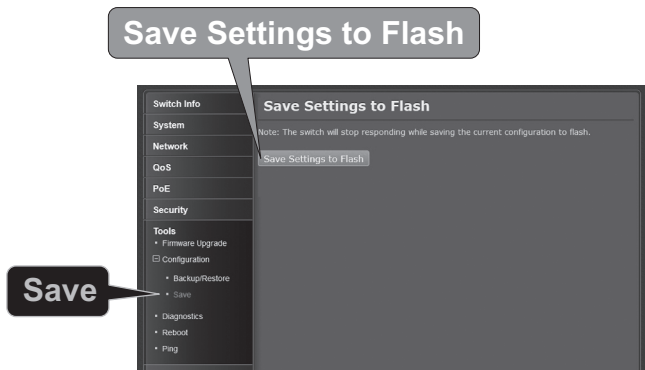 Save Settings to Flash
Switch Info
System
Network
QoS
PoE
Security
Tools
• Firmware Upgrade
Configuration
• Backup/Restore
• Save
• Diagnostics
• Reboot
• Ping
Save Settings to Flash
Note: The switch will stop responding while saving the current configuration to flash.
Save Settings to Flash
Save